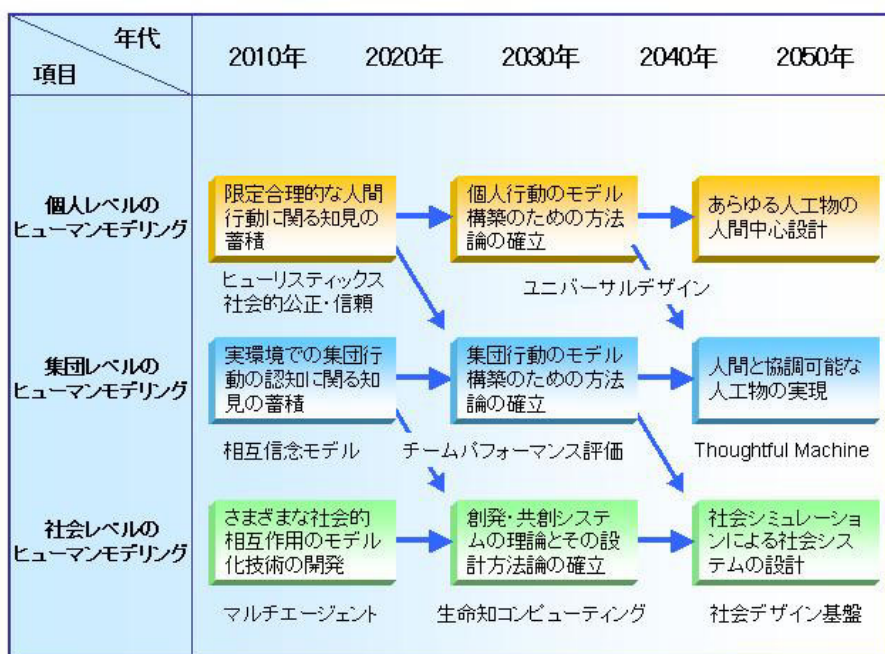 年代
項目
2010年 2020年 2030年 2040年 2050年
個人レベルの
ヒューマンモデリング
限定合理的な人間
行動に関る知見の
蓄積
個人行動のモデル
構築のための方法
論の確立
あらゆる人工物の
人間中心設計
ヒューリスティックス
社会的公正・信頼
ユニバーサルデザイン
集団レベルの
ヒューマンモデリング
実環境での集団行
動の認知に関る知
見の蓄積
集団行動のモデル
構築のための方法
論の確立
人間と協調可能な
人工物の実現
相互信念モデル
チームパフォーマンス評価
Thoughtful Machine
社会レベルの
ヒューマンモデリング
さまざまな社会的
相互作用のモデル
化技術の開発
創発・共創システ
ムの理論とその設
計方法論の確立
社会シミュレーショ
ンによる社会シス
テムの設計
マルチエージェント
生命知コンピューティング
社会デザイン基盤